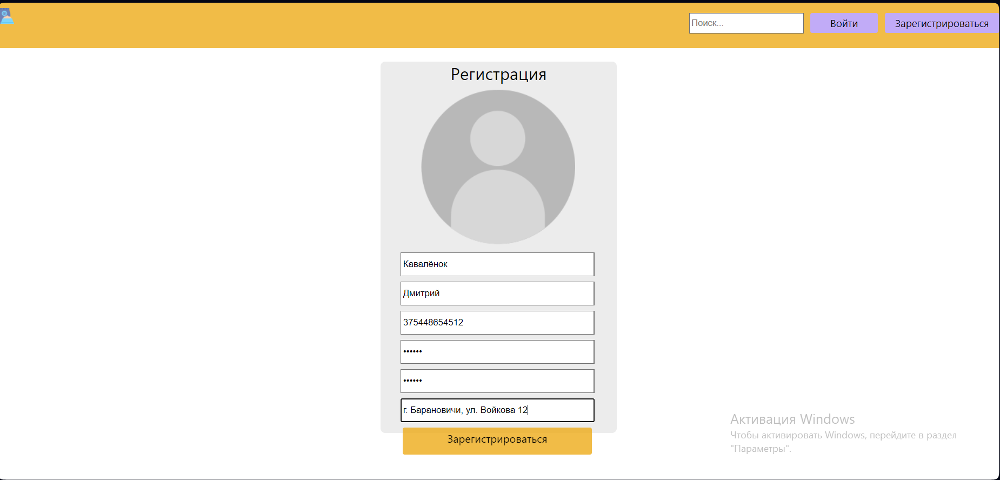 Поиск...
Войти
Зарегистрироваться
Регистрация
Кавалёнок
Дмитрий
375448654512
••••••
••••••
г. Барановичи, ул. Войкова 12
Зарегистрироваться
Активация Windows
Чтобы активировать Windows, перейдите в раздел
"Параметры".